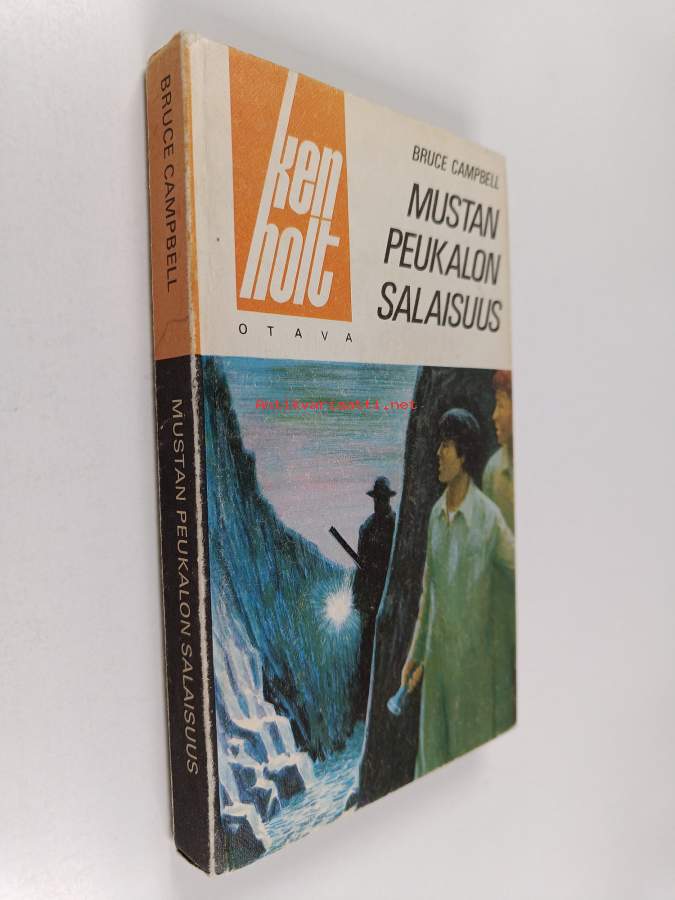 BRUCE CAMPBELL
MUSTAN PEUKALON SALAISUUS
ken
holt
OTAVA
BRUCE CAMPBELL
MUSTAN
PEUKALON
SALAISUUS
Antikvariaatti.net